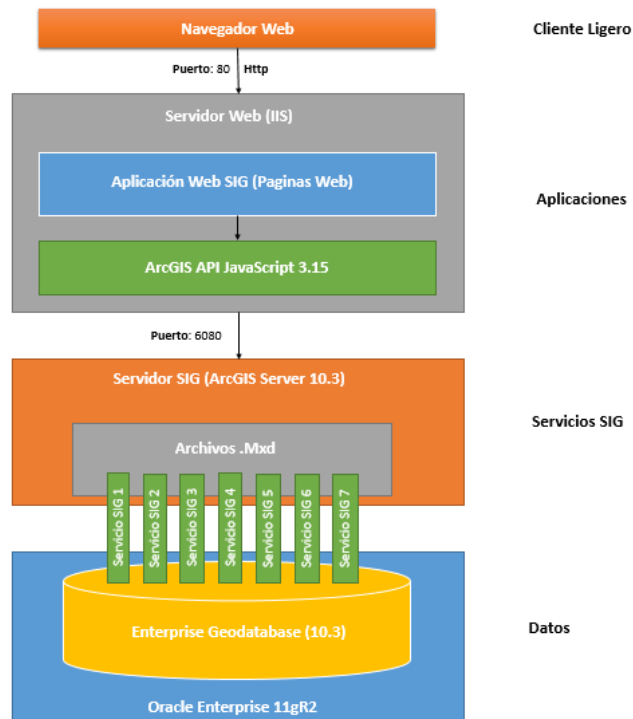 Navegador Web
Cliente Ligero
Puerto: 80 Http
Servidor Web (IIS)
Aplicación Web SIG (Paginas Web)
Aplicaciones
ArcGIS API JavaScript 3.15
Puerto: 6080
Servidor SIG (ArcGIS Server 10.3)
Servicios SIG
Archivos .Mxd
Servicio SIG 1
Servicio SIG 2
Servicio SIG 3
Servicio SIG 4
Servicio SIG 5
Servicio SIG 6
Servicio SIG 7
Enterprise Geodatabase (10.3)
Datos
Oracle Enterprise 11gR2